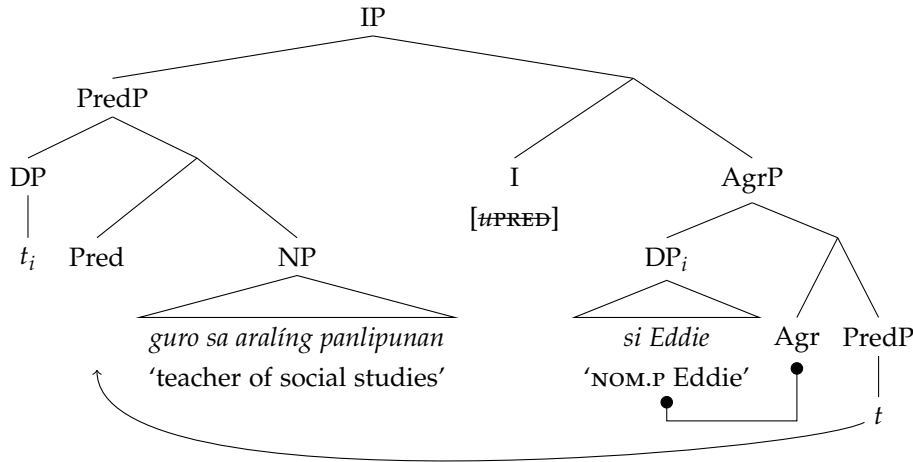 IP
PredP
DP I AgrP
[uPRED]
t_i Pred NP DP_i
guro sa aralíng panlipunan si Eddie Agr PredP
‘teacher of social studies’ ‘NOM.P Eddie’
t